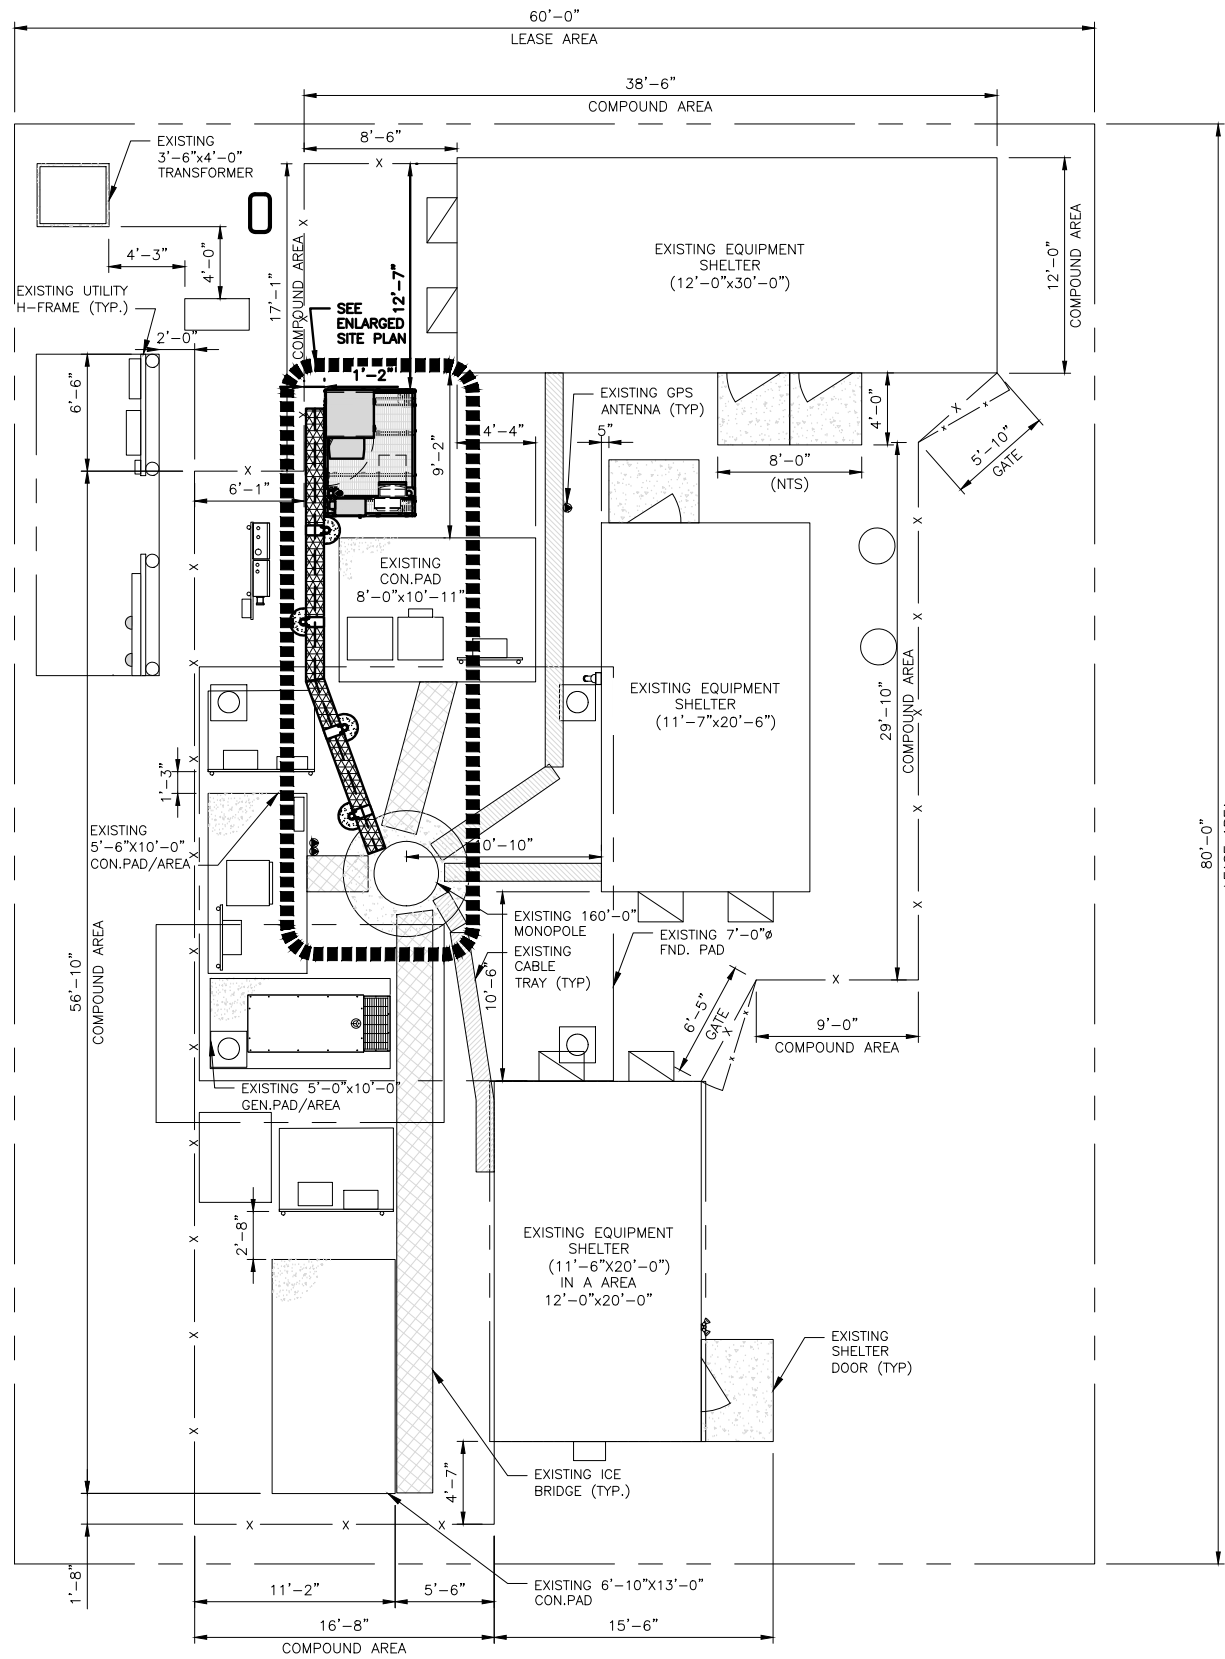 60'-0"
LEASE AREA
38'-6"
COMPOUND AREA
8'-6"
EXISTING
3'-6"x4'-0"
TRANSFORMER
X
4'-3"
4'-0"
17'-1"
COMPOUND AREA
X
X
12'-7"
EXISTING EQUIPMENT
SHELTER
(12'-0"x30'-0")
12'-0"
COMPOUND AREA
EXISTING UTILITY
H-FRAME (TYP.)
2'-0"
SEE
ENLARGED
SITE PLAN
1'-2"
6'-6"
X
X
6'-1"
9'-2"
4'-4"
EXISTING GPS
ANTENNA (TYP)
5"
8'-0"
(NTS)
4'-0"
X
X
X
5'-10"
GATE
EXISTING
CON.PAD
8'-0"x10'-11"
X
X
X
X
X
X
EXISTING EQUIPMENT
SHELTER
(11'-7"x20'-6")
29'-10"
COMPOUND AREA
X
X
X
X
X
1'-3"
EXISTING
5'-6"X10'-0"
CON.PAD/AREA
0'-10"
EXISTING 160'-0"
MONOPOLE
EXISTING
CABLE
TRAY (TYP)
EXISTING 7'-0"ø
FND. PAD
80'-0"
56'-10"
COMPOUND AREA
10'-6"
6'-5"
GATE
X
X
X
X
9'-0"
COMPOUND AREA
EXISTING 5'-0"x10'-0"
GEN.PAD/AREA
2'-8"
EXISTING EQUIPMENT
SHELTER
(11'-6"X20'-0")
IN A AREA
12'-0"x20'-0"
EXISTING
SHELTER
DOOR (TYP)
EXISTING ICE
BRIDGE (TYP.)
4'-7"
X
X
X
1'-8"
11'-2"
5'-6"
EXISTING 6'-10"X13'-0"
CON.PAD
16'-8"
COMPOUND AREA
15'-6"